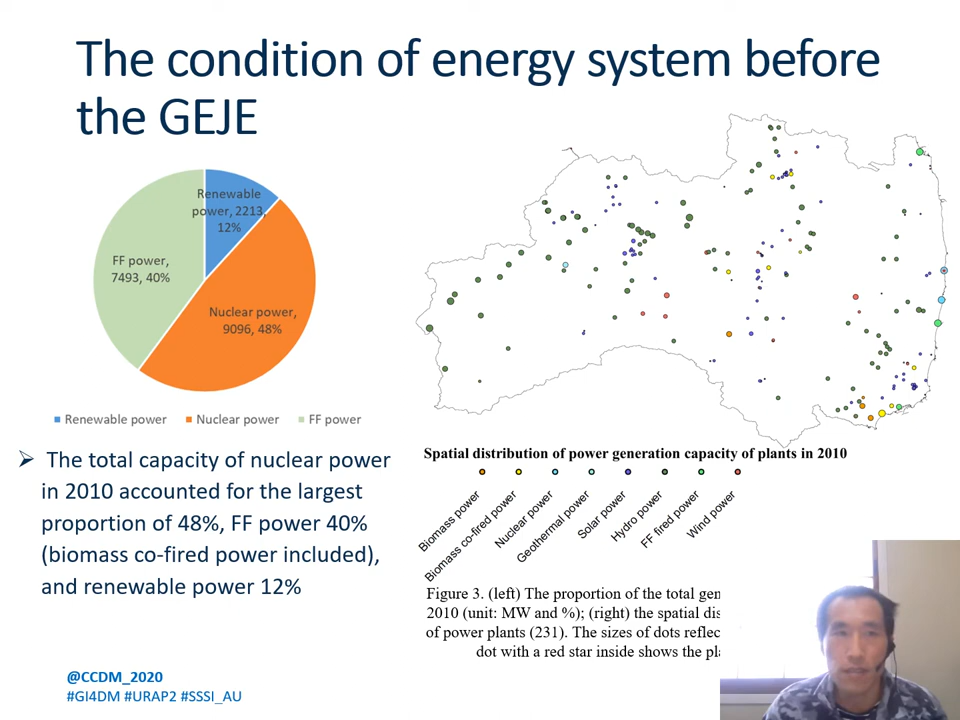 The condition of energy system before
the GEJE
Renewable
power, 2213,
12%
FF power,
7493, 40%
Nuclear power,
9096, 48%
Renewable power
Nuclear power
FF power
The total capacity of nuclear power
in 2010 accounted for the largest
proportion of 48%, FF power 40%
(biomass co-fired power included),
and renewable power 12%
Spatial distribution of power generation capacity of plants in 2010
Biomass power
Biomass co-fired power
Nuclear power
Geothermal power
Solar power
Hydro power
FF fired power
Wind power
Figure 3. (left) The proportion of the total gen
2010 (unit: MW and %); (right) the spatial dis
of power plants (231). The sizes of dots reflec
dot with a red star inside shows the pla
@CCDM_2020
#GI4DM #URAP2 #SSSI_AU